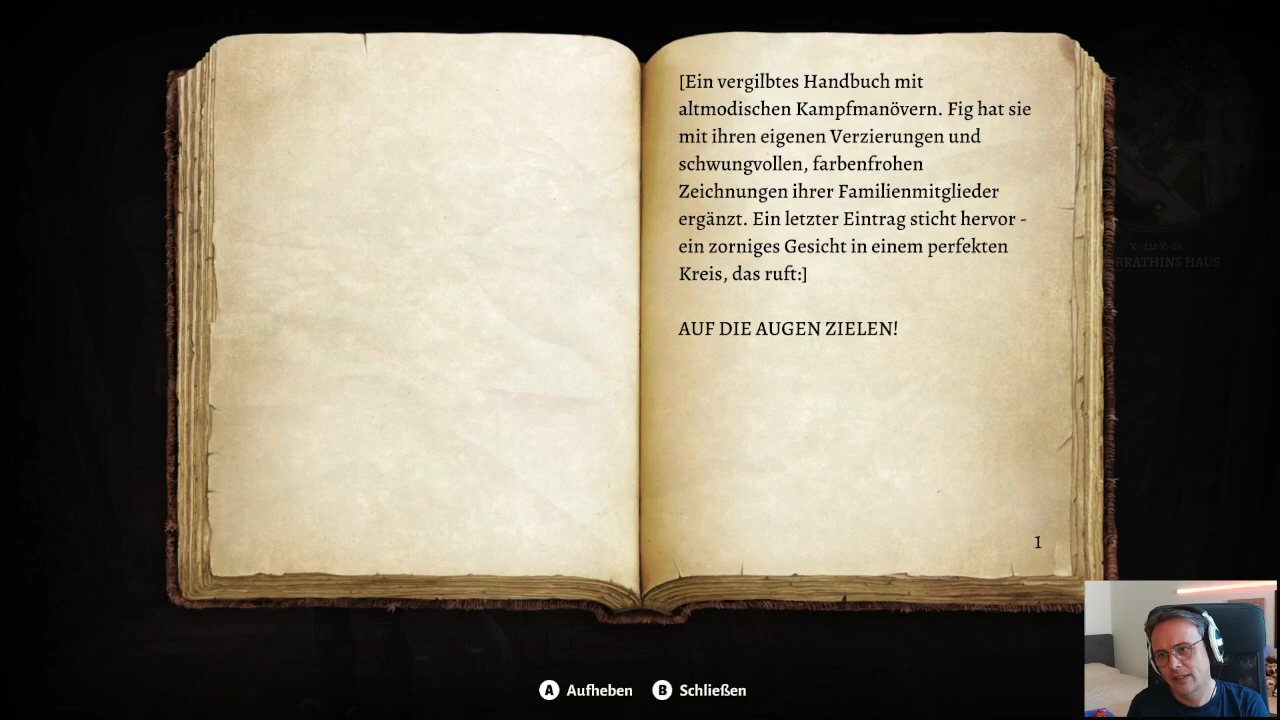 [Ein vergilbtes Handbuch mit
altmodischen Kampfmanövern. Fig hat sie
mit ihren eigenen Verzierungen und
schwungvollen, farbenfrohen
Zeichnungen ihrer Familienmitglieder
ergänzt. Ein letzter Eintrag sticht hervor -
ein zorniges Gesicht in einem perfekten
Kreis, das ruft:]
AUF DIE AUGEN ZIELEN!
1
RRATHINS HAUS
A Aufheben B Schließen